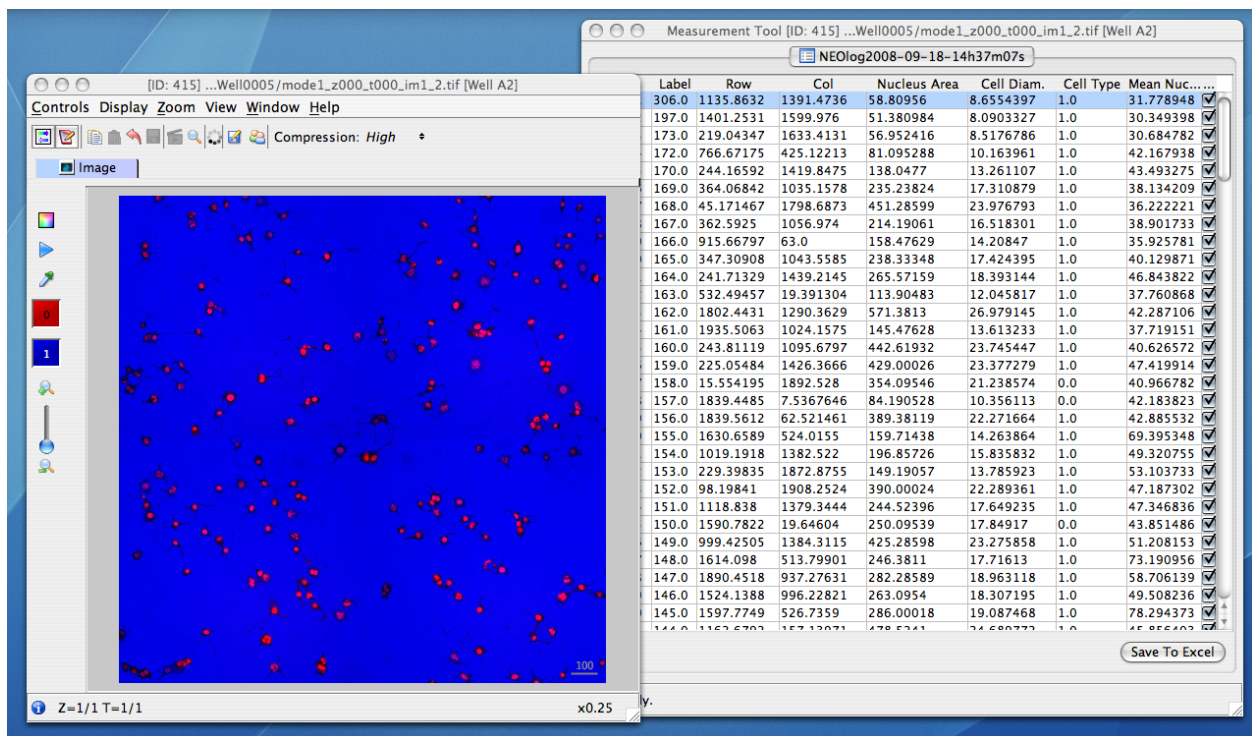 Measurement Tool [ID: 415] ...Well0005/mode1_z000_t000_im1_2.tif [Well A2]
NEOlog2008-09-18-14h37m07s
Label Row Col Nucleus Area Cell Diam. Cell Type Mean Nuc... ...
306.0 1135.8632 1391.4736 58.80956 8.6554397 1.0 31.778948
197.0 1401.2531 1599.976 51.380984 8.0903327 1.0 30.349398
173.0 219.04347 1633.4131 56.952416 8.5176786 1.0 30.684782
172.0 766.67175 425.12213 81.095288 10.163961 1.0 42.167938
170.0 244.16592 1419.8475 138.0477 13.261107 1.0 43.493275
169.0 364.06842 1035.1578 235.23824 17.310879 1.0 38.134209
168.0 45.171467 1798.6873 451.28599 23.976793 1.0 36.222221
167.0 362.5925 1056.974 214.19061 16.518301 1.0 38.901733
166.0 915.66797 63.0 158.47629 14.20847 1.0 35.925781
165.0 347.30908 1043.5585 238.33348 17.424395 1.0 40.129871
164.0 241.71329 1439.2145 265.57159 18.393144 1.0 46.843822
163.0 532.49457 19.391304 113.90483 12.045817 1.0 37.760868
162.0 1802.4431 1290.3629 571.3813 26.979145 1.0 42.287106
161.0 1935.5063 1024.1575 145.47628 13.613233 1.0 37.719151
160.0 243.81119 1095.6797 442.61932 23.745447 1.0 40.626572
159.0 225.05484 1426.3666 429.00026 23.377279 1.0 47.419914
158.0 15.554195 1892.528 354.09546 21.238574 0.0 40.966782
157.0 1839.4485 7.5367646 84.190528 10.356113 0.0 42.183823
156.0 1839.5612 62.521461 389.38119 22.271664 1.0 42.885532
155.0 1630.6589 524.0155 159.71438 14.263864 1.0 69.395348
154.0 1019.1918 1382.522 196.85726 15.835832 1.0 49.320755
153.0 229.39835 1872.8755 149.19057 13.785923 1.0 53.103733
152.0 98.19841 1908.2524 390.00024 22.289361 1.0 47.187302
151.0 1118.838 1379.3444 244.52396 17.649235 1.0 47.346836
150.0 1590.7822 19.64604 250.09539 17.84917 0.0 43.851486
149.0 999.42505 1384.3115 425.28598 23.275858 1.0 51.208153
148.0 1614.098 513.79901 246.3811 17.71613 1.0 73.190956
147.0 1890.4518 937.27631 282.28589 18.963118 1.0 58.706139
146.0 1524.1388 996.22821 263.0954 18.307195 1.0 49.508236
145.0 1597.7749 526.7359 286.00018 19.087468 1.0 78.294373
Save To Excel
[ID: 415] ...Well0005/mode1_z000_t000_im1_2.tif [Well A2]
Controls Display Zoom View Window Help
Compression: High
Image
0
1
100
Z=1/1 T=1/1
x0.25